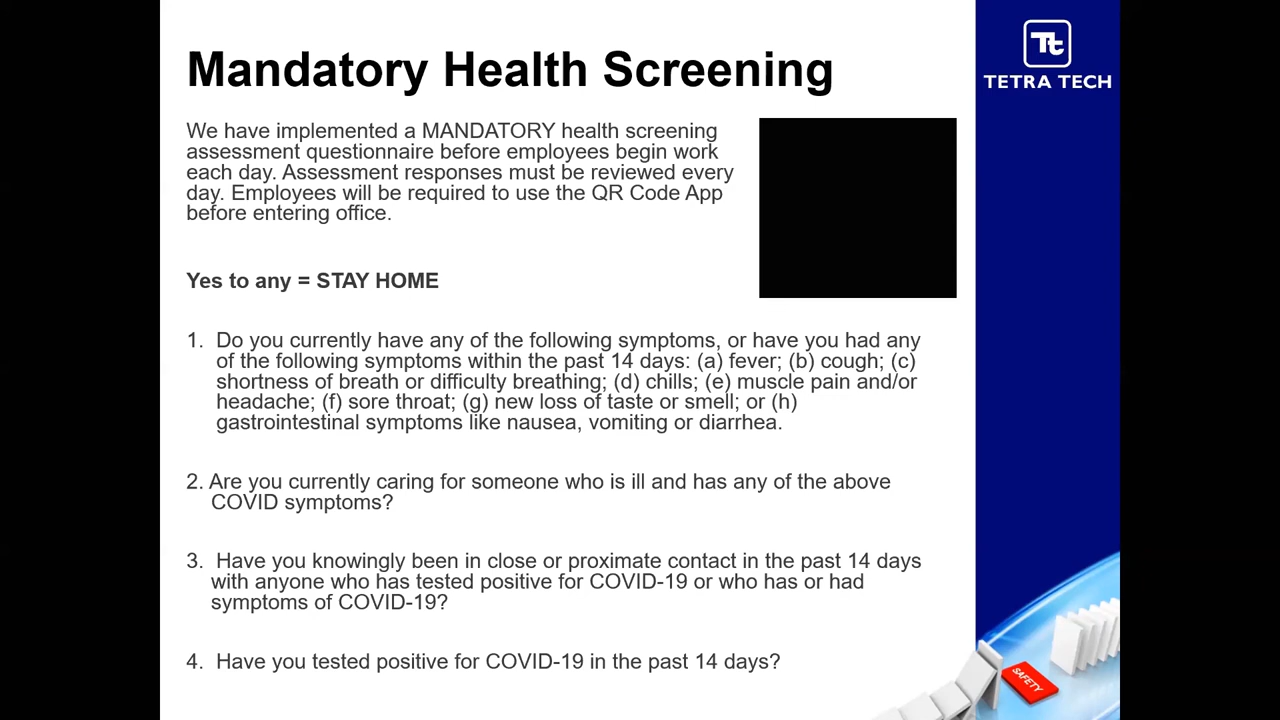 Mandatory Health Screening
Tt
TETRA TECH
We have implemented a MANDATORY health screening
assessment questionnaire before employees begin work
each day. Assessment responses must be reviewed every
day. Employees will be required to use the QR Code App
before entering office.
Yes to any = STAY HOME
1. Do you currently have any of the following symptoms, or have you had any
of the following symptoms within the past 14 days: (a) fever; (b) cough; (c)
shortness of breath or difficulty breathing; (d) chills; (e) muscle pain and/or
headache; (f) sore throat; (g) new loss of taste or smell; or (h)
gastrointestinal symptoms like nausea, vomiting or diarrhea.
2. Are you currently caring for someone who is ill and has any of the above
COVID symptoms?
3. Have you knowingly been in close or proximate contact in the past 14 days
with anyone who has tested positive for COVID-19 or who has or had
symptoms of COVID-19?
4. Have you tested positive for COVID-19 in the past 14 days?
SAFETY